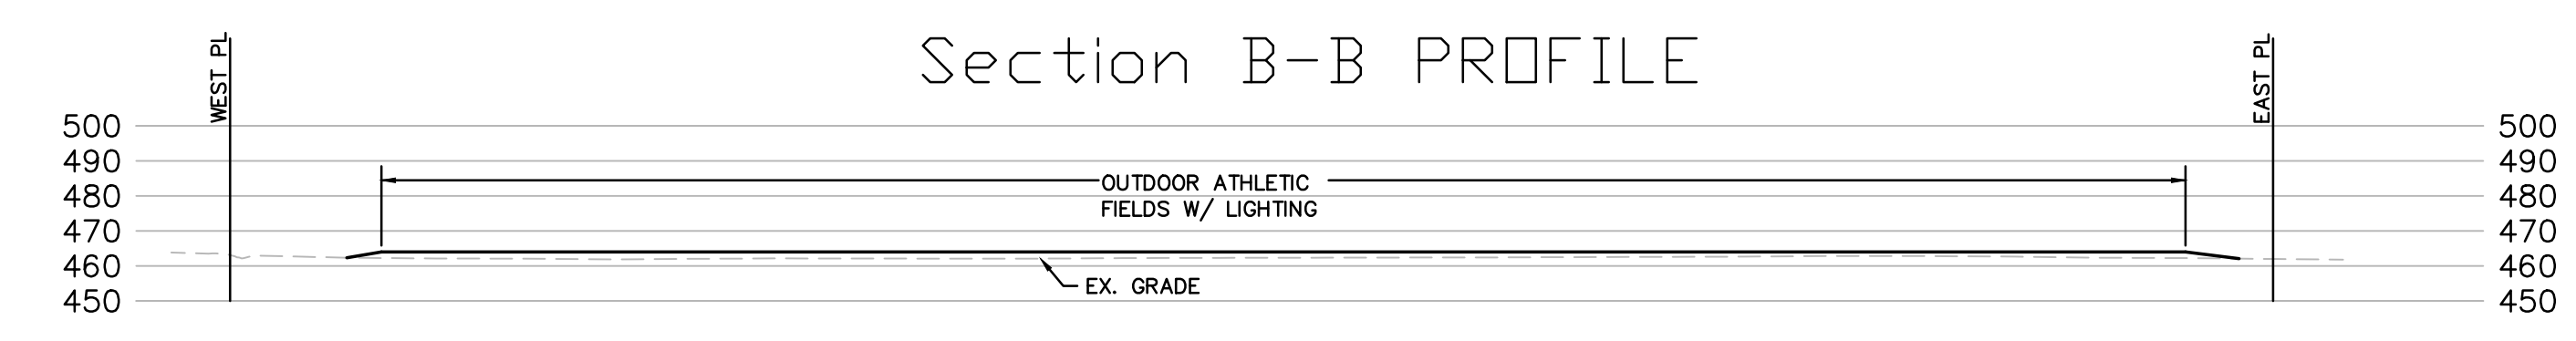 Section B-B PROFILE
WEST PL
EAST PL
500
500
490
490
OUTDOOR ATHLETIC
FIELDS W/ LIGHTING
480
480
470
470
460
460
EX. GRADE
450
450